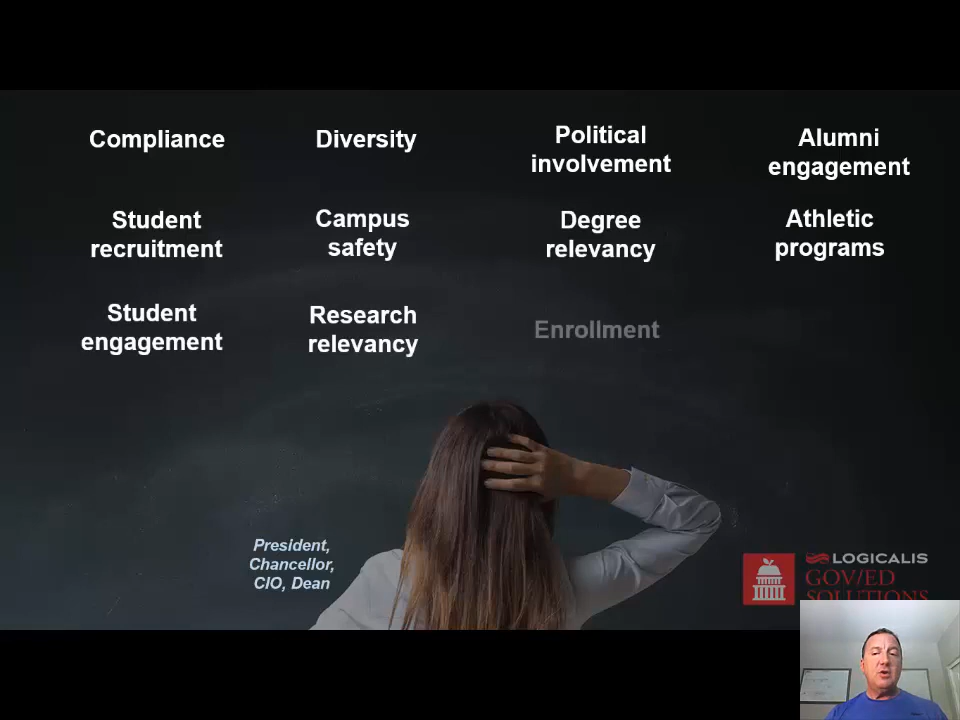 Compliance
Diversity
Political
involvement
Alumni
engagement
Student
recruitment
Campus
safety
Degree
relevancy
Athletic
programs
Student
engagement
Research
relevancy
Enrollment
President,
Chancellor,
CIO, Dean
LOGICALIS
GOV/ED
SOLUTIONS